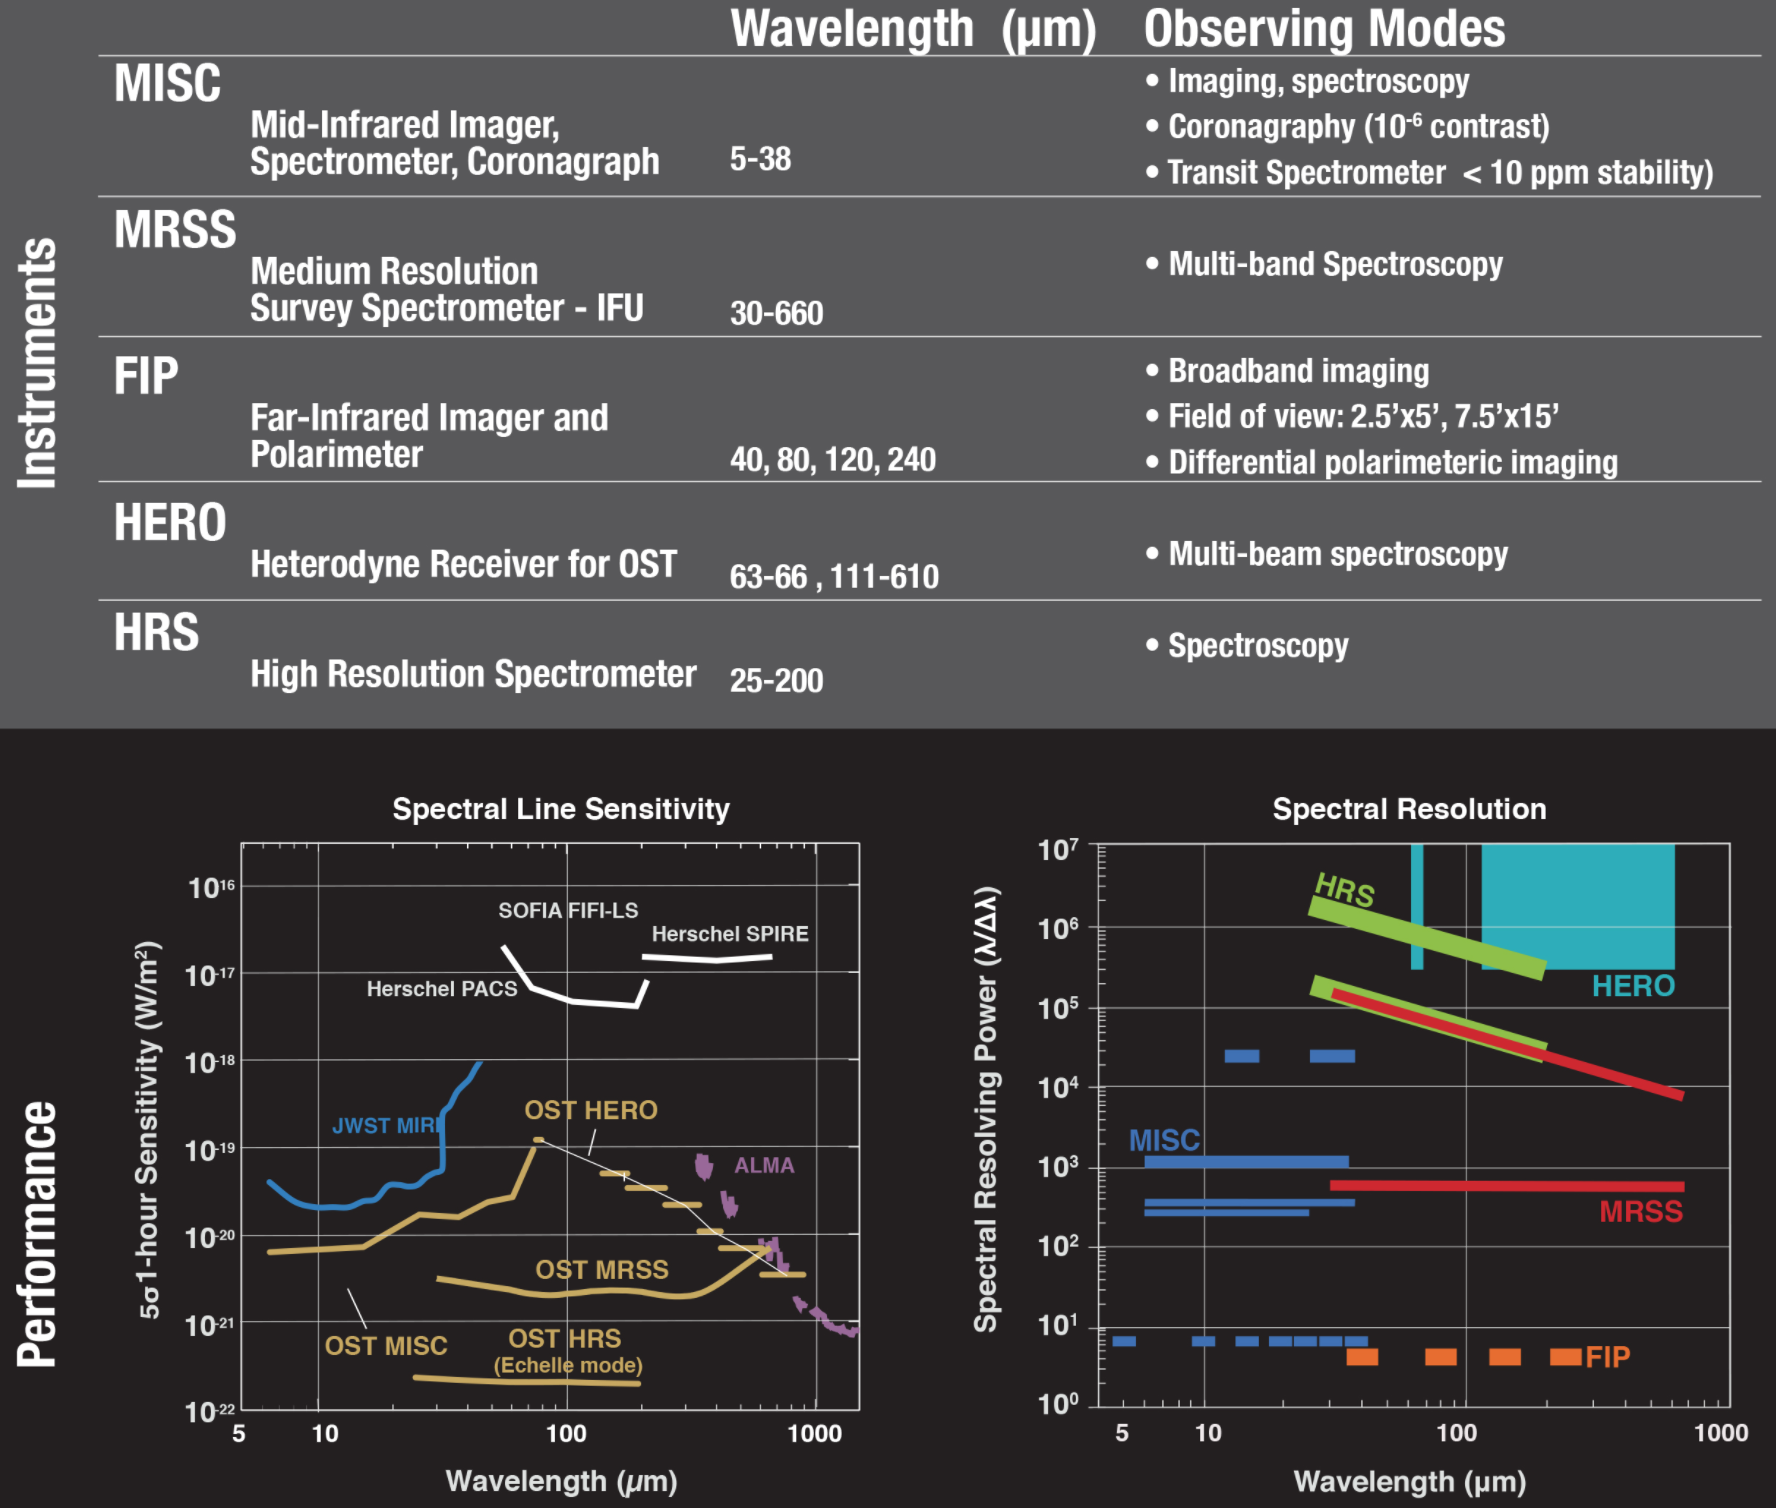 Wavelength (µm) Observing Modes
Instruments
MISC
Mid-Infrared Imager,
Spectrometer, Coronagraph
5-38
• Imaging, spectroscopy
• Coronagraphy (10-6 contrast)
• Transit Spectrometer < 10 ppm stability)
MRSS
Medium Resolution
Survey Spectrometer - IFU
30-660
• Multi-band Spectroscopy
FIP
Far-Infrared Imager and
Polarimeter
40, 80, 120, 240
• Broadband imaging
• Field of view: 2.5’x5’, 7.5’x15’
• Differential polarimeteric imaging
HERO
Heterodyne Receiver for OST
63-66 , 111-610
• Multi-beam spectroscopy
HRS
High Resolution Spectrometer
25-200
• Spectroscopy
Performance
Spectral Line Sensitivity
5σ 1-hour Sensitivity (W/m2)
1016
10-17
10-18
10-19
10-20
10-21
10-22
SOFIA FIFI-LS
Herschel SPIRE
Herschel PACS
JWST MIRI
OST HERO
ALMA
OST MRSS
OST MISC
OST HRS
(Echelle mode)
5 10 100 1000
Wavelength (µm)
Spectral Resolution
Spectral Resolving Power (λ/Δλ)
107
106
105
104
103
102
101
100
HRS
HERO
MISC
MRSS
FIP
5 10 100 1000
Wavelength (µm)